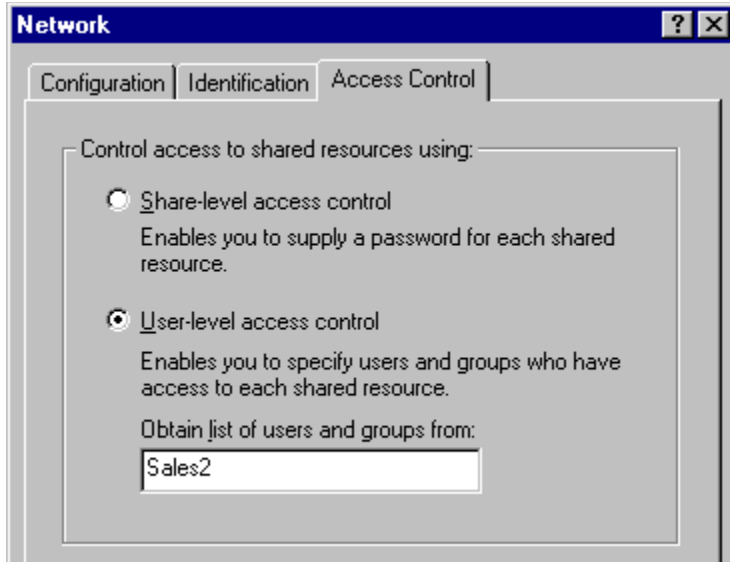 Network
Configuration
Identification
Access Control
Control access to shared resources using:
Share-level access control
Enables you to supply a password for each shared
resource.
User-level access control
Enables you to specify users and groups who have
access to each shared resource.
Obtain list of users and groups from:
Sales2